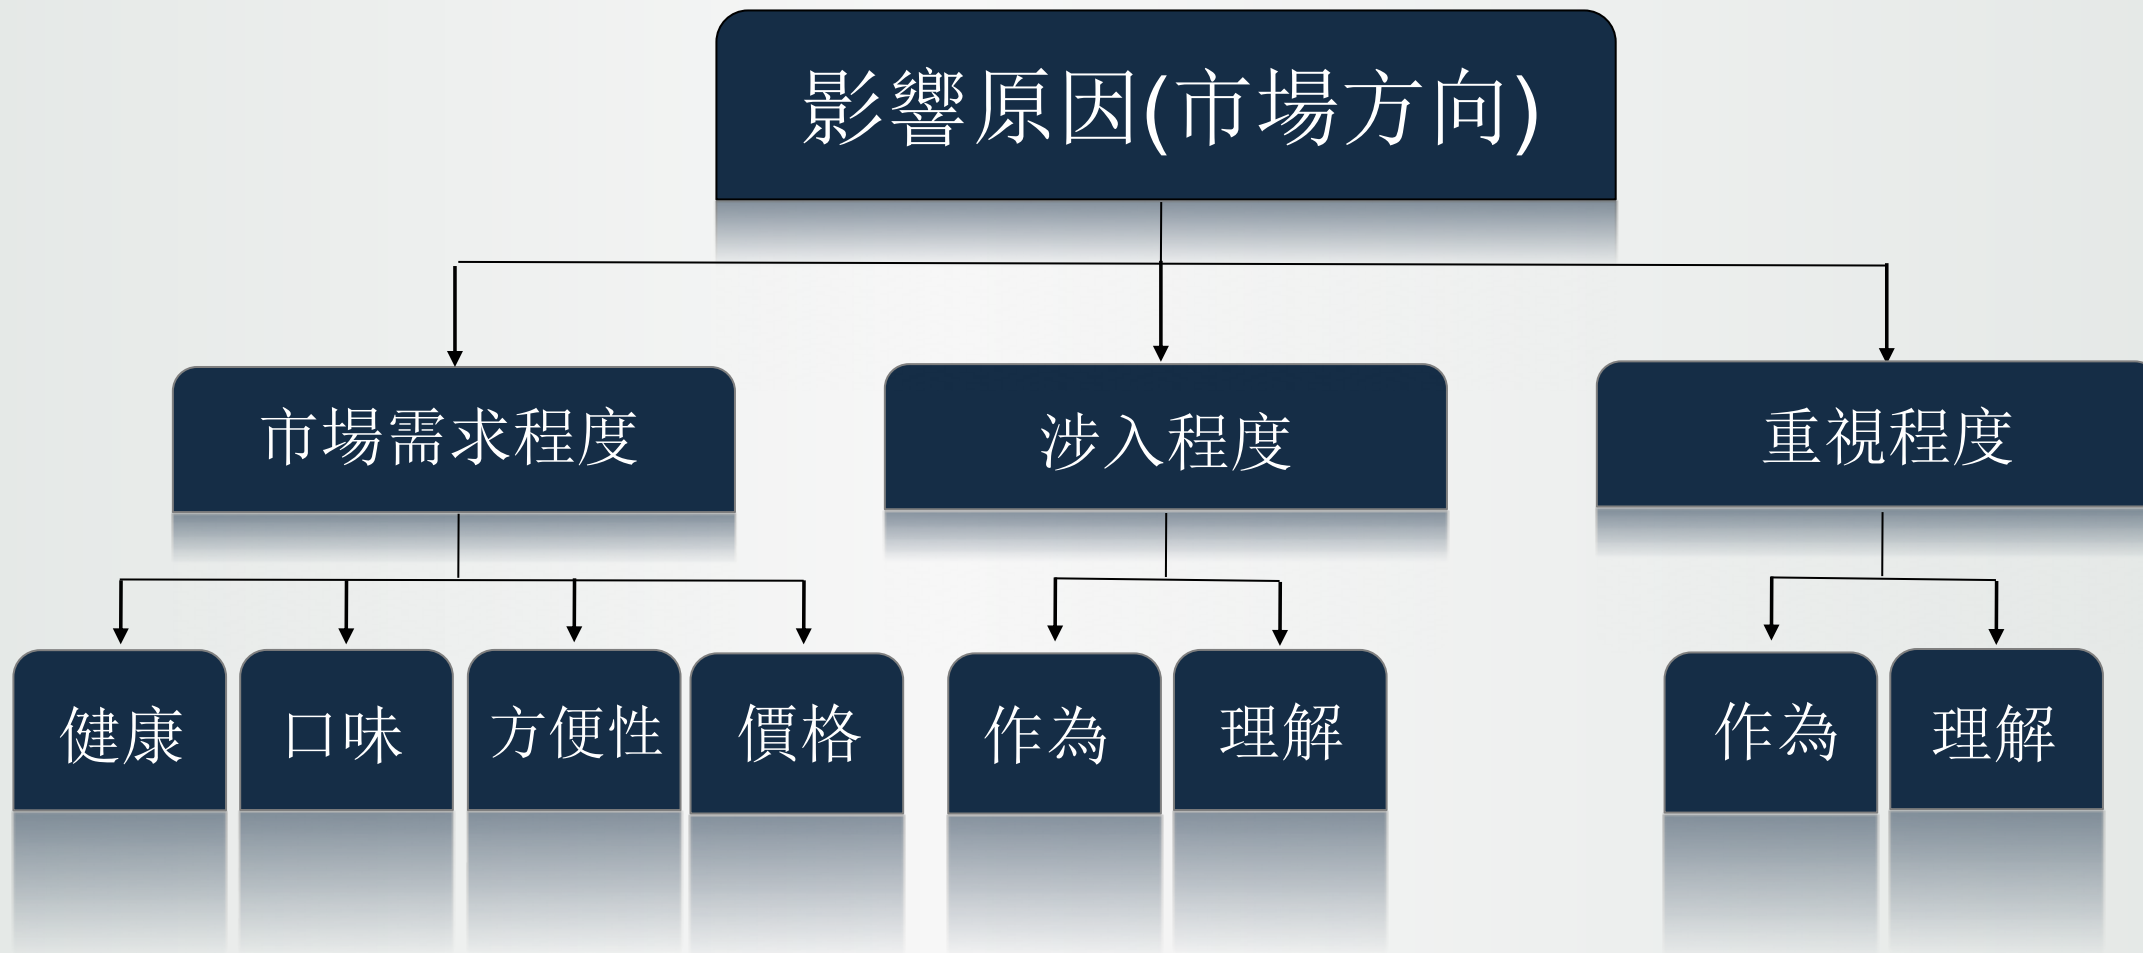 影響原因(市場方向)
市場需求程度
涉入程度
重視程度
健康
口味
方便性
價格
作為
理解
作為
理解